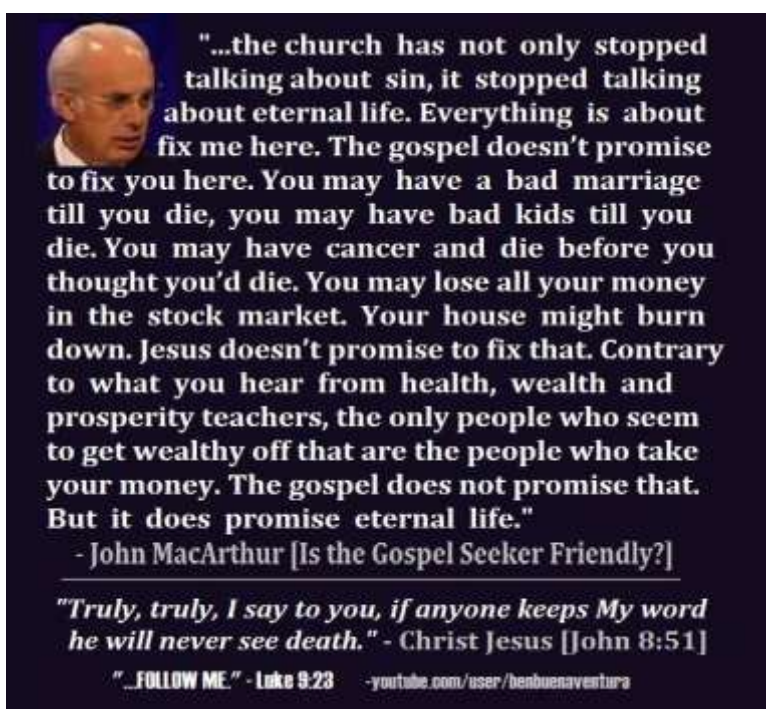 "...the church has not only stopped
talking about sin, it stopped talking
about eternal life. Everything is about
fix me here. The gospel doesn't promise
to fix you here. You may have a bad marriage
till you die, you may have bad kids till you
die. You may have cancer and die before you
thought you'd die. You may lose all your money
in the stock market. Your house might burn
down. Jesus doesn't promise to fix that. Contrary
to what you hear from health, wealth and
prosperity teachers, the only people who seem
to get wealthy off that are the people who take
your money. The gospel does not promise that.
But it does promise eternal life."
- John MacArthur [Is the Gospel Seeker Friendly?]
"Truly, truly, I say to you, if anyone keeps My word
he will never see death." - Christ Jesus [John 8:51]
"...FOLLOW ME." - Luke 9:23 -youtube.com/user/benbuenaventura